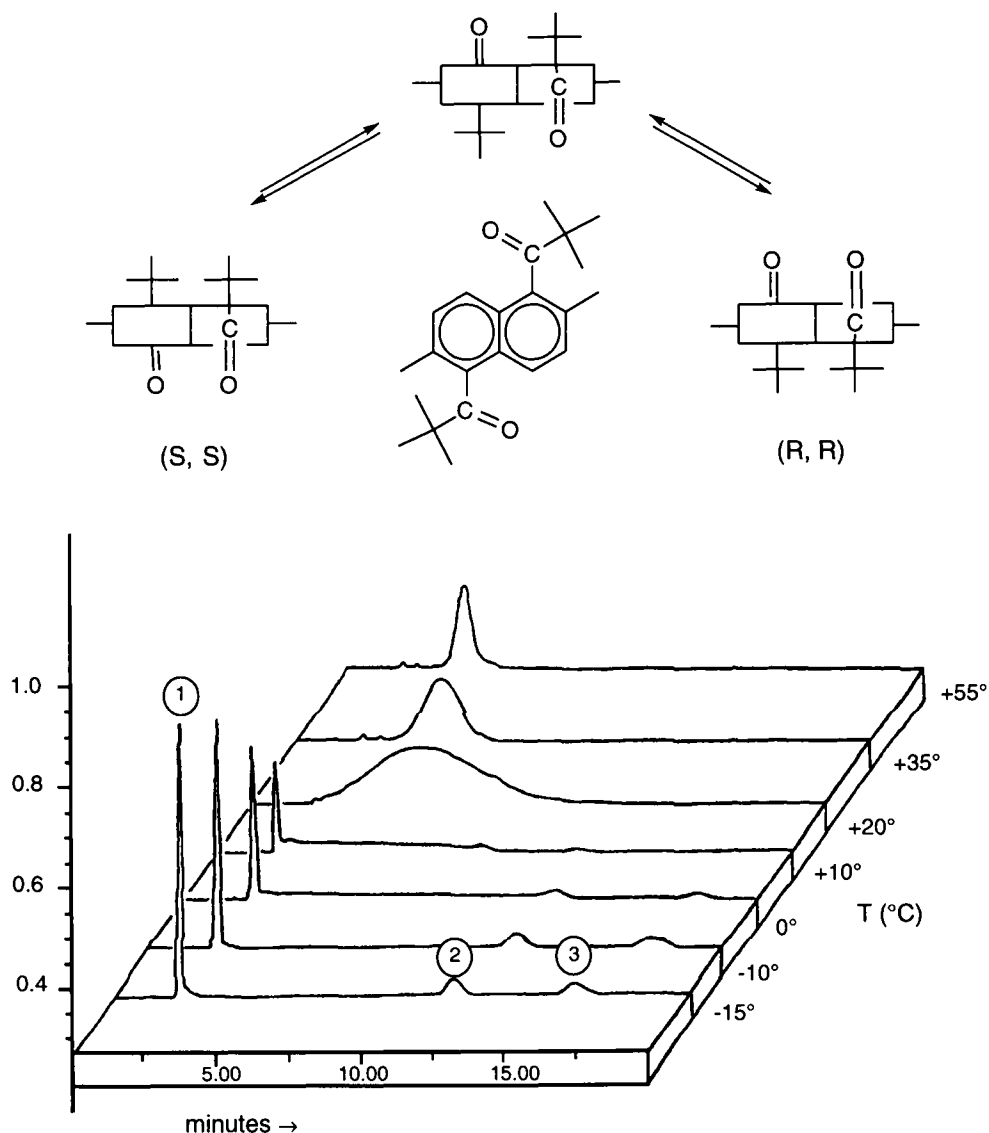 O
C
O
O
C
O
C
O
O
O
C
C
O
(S, S)
(R, R)
1.0
0.8
0.6
0.4
1
2
3
+55°
+35°
+20°
+10°
0°
-10°
-15°
T (°C)
5.00 10.00 15.00
minutes →